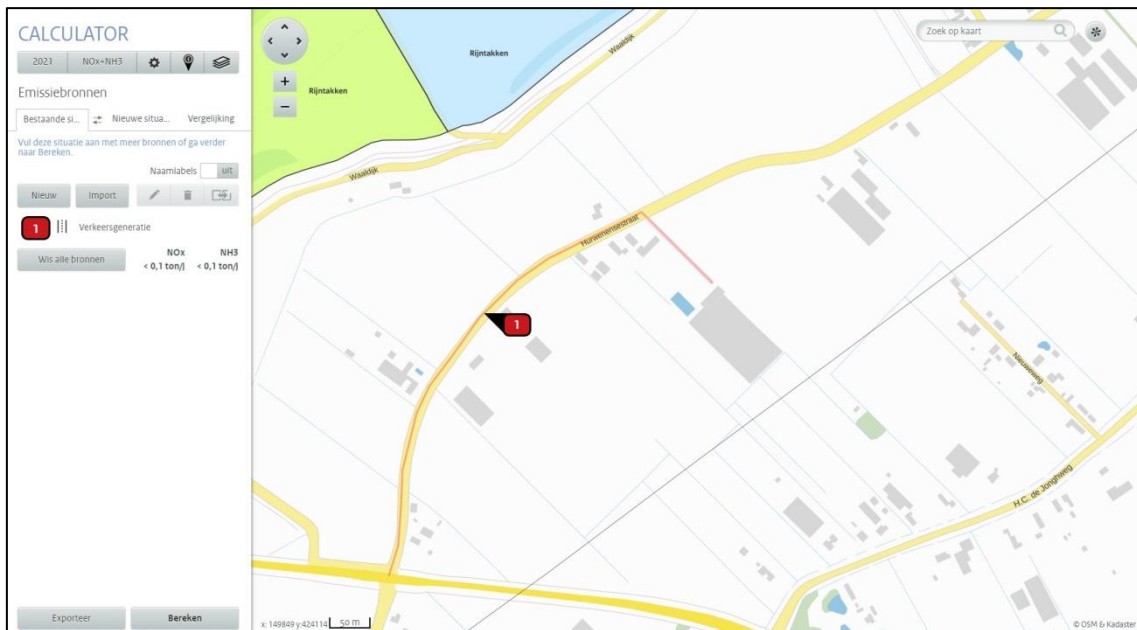 CALCULATOR
2021
NOx+NH3
Emissiebronnen
Bestaande si...
Nieuwe situa...
Vergelijking
Vul deze situatie aan met meer bronnen of ga verder
naar Bereken.
Naamlabels
uit
Nieuw
Import
1
Verkeersgeneratie
Wis alle bronnen
NOx
NH3
< 0,1 ton/j
< 0,1 ton/j
Exporteer
Bereken
Zoek op kaart
Rijntakken
Rijntakken
Waaldijk
Waaldijk
Hurwenensestraat
1
Nieuweweg
H.C. de Jonghweg
x: 149849 y:424114
50 m
© OSM & Kadaster